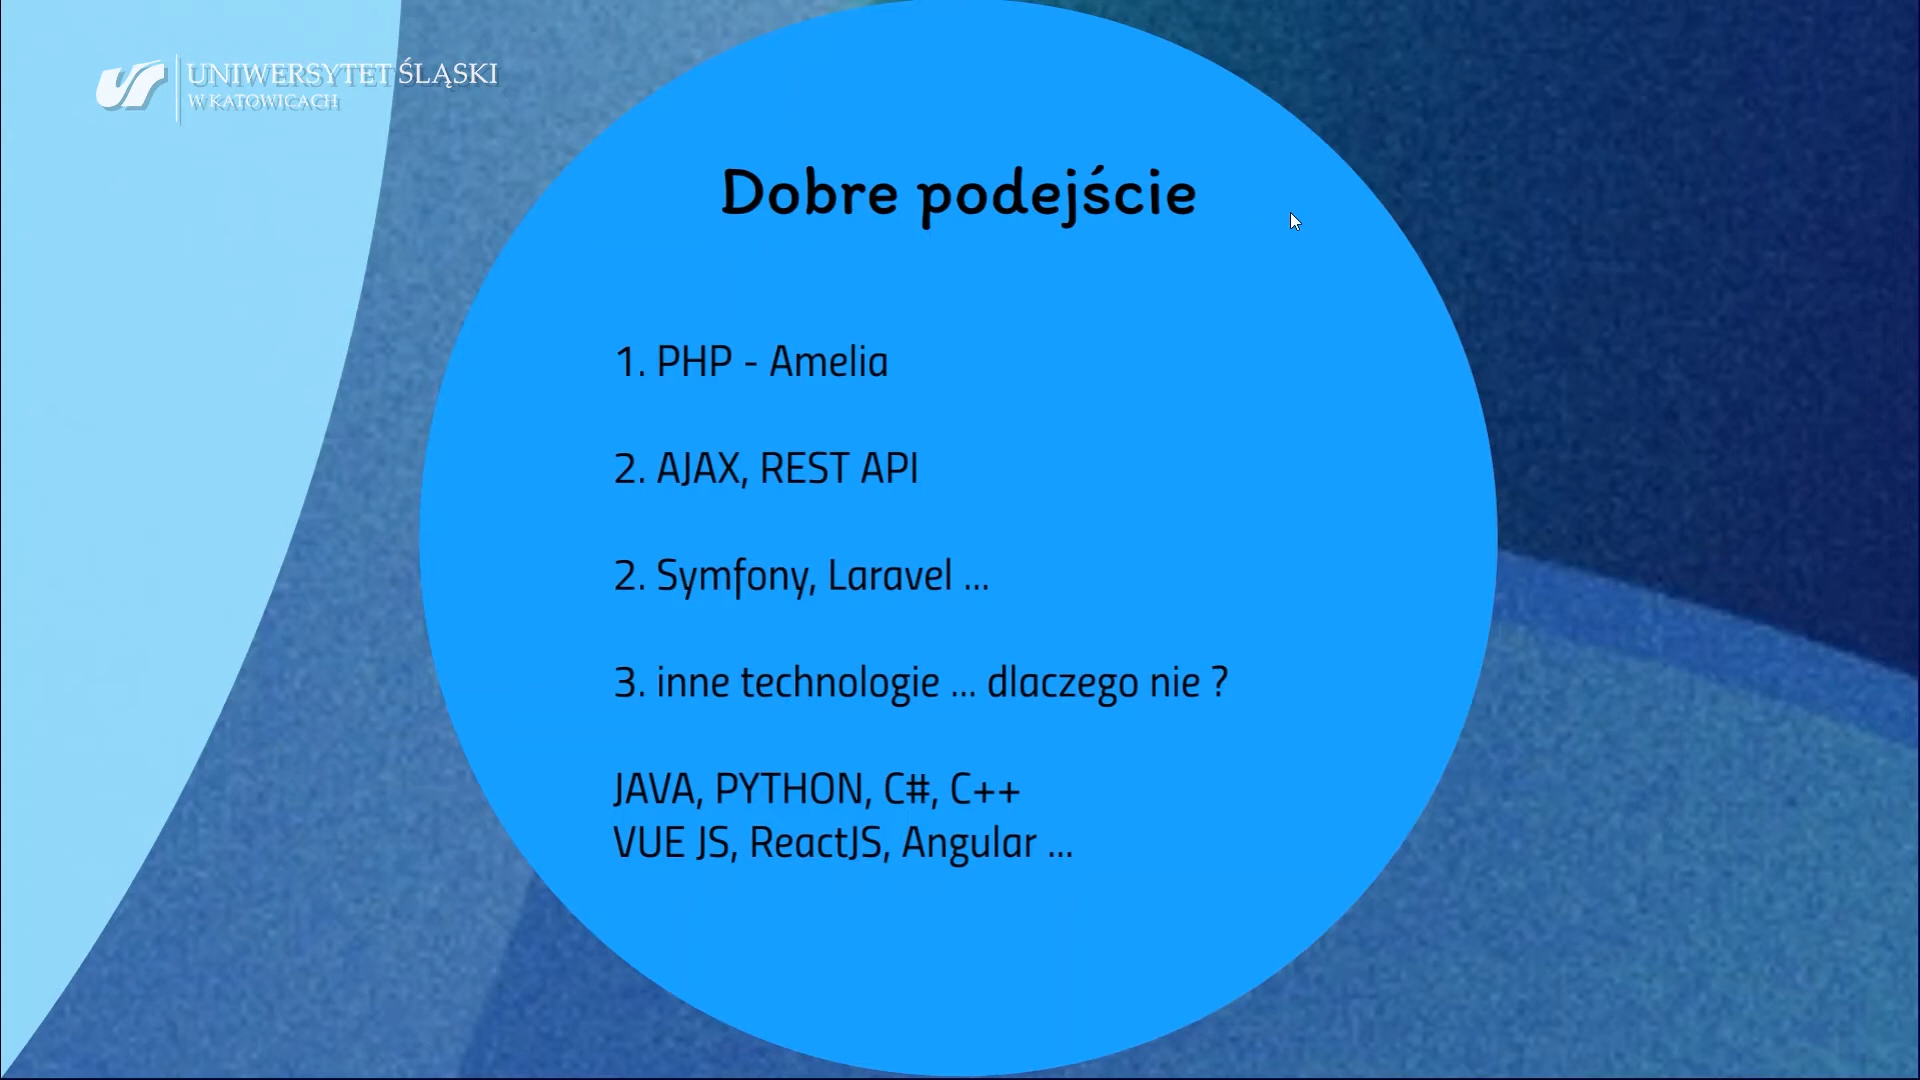 UNIWERSYTET ŚLĄSKI
W KATOWICACH
Dobre podejście
1. PHP - Amelia
2. AJAX, REST API
2. Symfony, Laravel ...
3. inne technologie ... dlaczego nie ?
JAVA, PYTHON, C#, C++
VUE JS, ReactJS, Angular ...